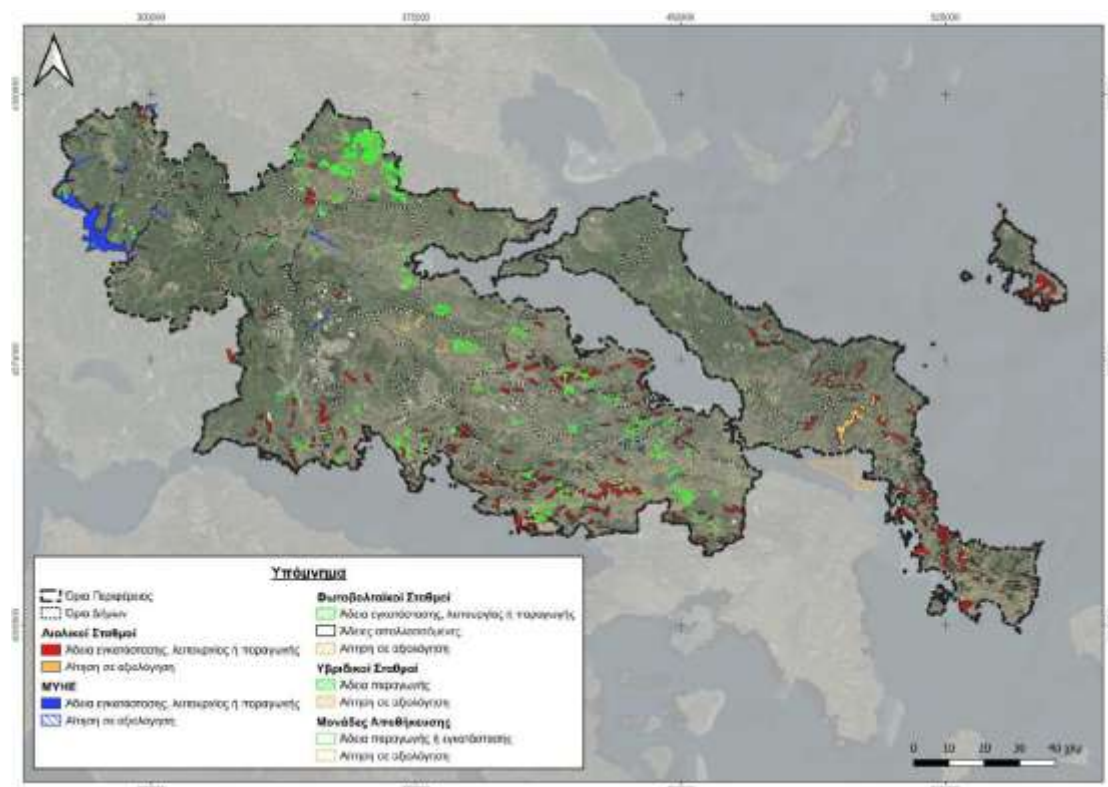 300000
Υπόμνημα
Όρια Περιφέρειας
Όρια Δήμων
Αιολικοί Σταθμοί
Άδεια εγκατάστασης, λειτουργίας ή παραγωγής
Αίτηση σε αξιολόγηση
ΜΥΗΕ
Άδεια εγκατάστασης, λειτουργίας ή παραγωγής
Αίτηση σε αξιολόγηση
Φωτοβολταϊκοί Σταθμοί
Άδεια εγκατάστασης, λειτουργίας ή παραγωγής
Άδειες απαλλασσόμενες
Αίτηση σε αξιολόγηση
Υβριδικοί Σταθμοί
Άδεια παραγωγής
Αίτηση σε αξιολόγηση
Μονάδες Αποθήκευσης
Άδεια παραγωγής ή εγκατάστασης
Αίτηση σε αξιολόγηση
0 10 20 30 40 χλμ